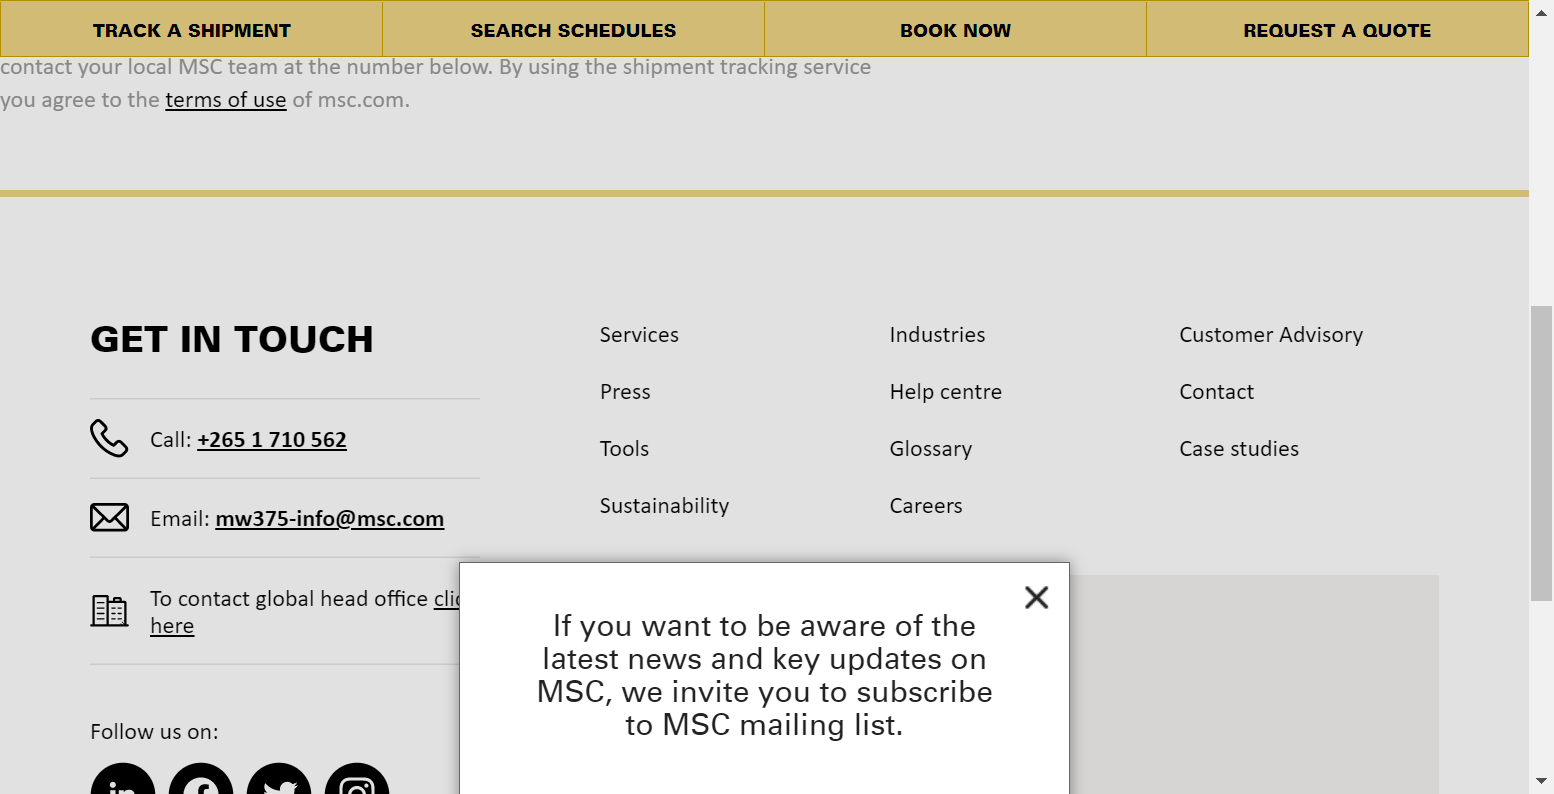 TRACK A SHIPMENT
SEARCH SCHEDULES
BOOK NOW
REQUEST A QUOTE
contact your local MSC team at the number below. By using the shipment tracking service
you agree to the terms of use of msc.com.
GET IN TOUCH
Call: +265 1 710 562
Email: mw375-info@msc.com
To contact global head office
here
Follow us on:
Services
Press
Tools
Sustainability
Industries
Help centre
Glossary
Careers
Customer Advisory
Contact
Case studies
If you want to be aware of the
latest news and key updates on
MSC, we invite you to subscribe
to MSC mailing list.